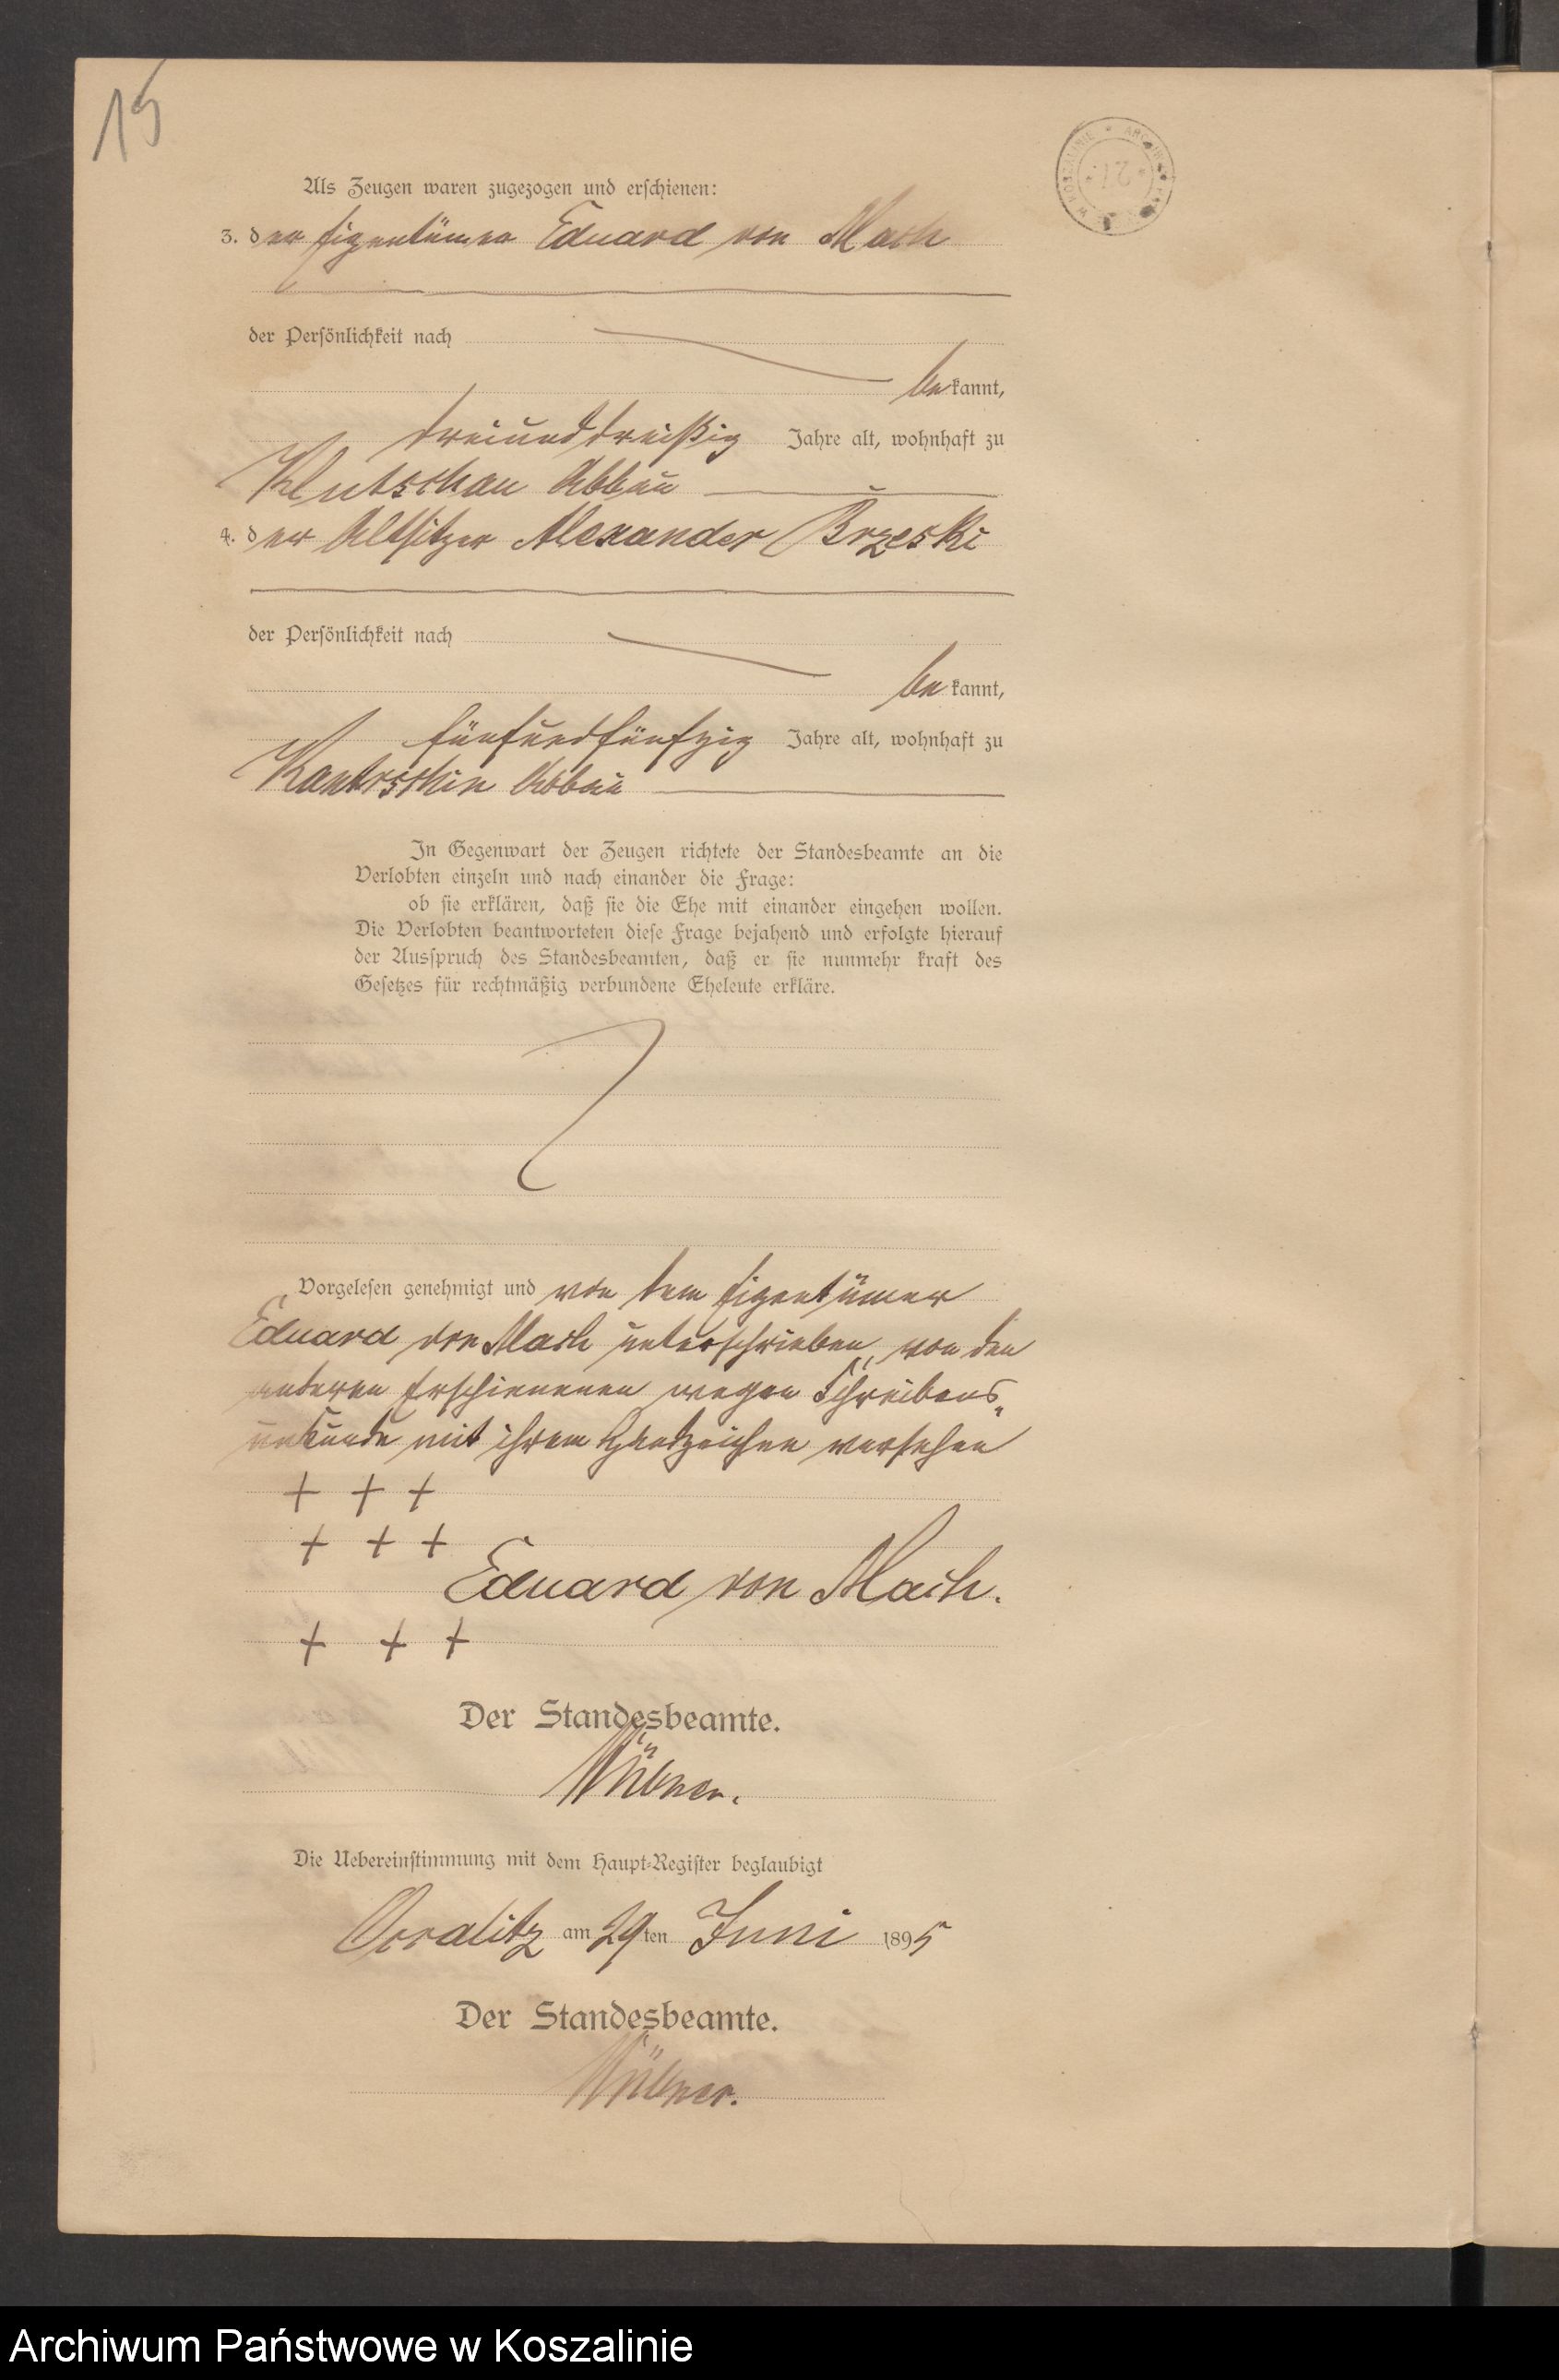 15
Als Zeugen waren zugezogen und erschienen:
3. der Eigentümer Eduard von Mach
der Persönlichkeit nach
bekannt,
dreiunddreißig Jahre alt, wohnhaft zu
Klutschau Abbau
4. der Altsitzer Alexander Brzeski
der Persönlichkeit nach
bekannt,
fünfundfünfzig Jahre alt, wohnhaft zu
Abbau
In Gegenwart der Zeugen richtete der Standesbeamte an die
Verlobten einzeln und nach einander die Frage:
ob sie erklären, daß sie die Ehe mit einander eingehen wollen.
Die Verlobten beantworteten diese Frage bejahend und erfolgte hierauf
der Ausspruch des Standesbeamten, daß er sie nunmehr kraft des
Gesetzes für rechtmäßig verbundene Eheleute erkläre.
Vorgelesen genehmigt und von dem Eigentümer
Eduard von Mach unterschrieben, von den
anderen Erschienenen wegen Schreibens-
unkunde mit ihrem Handzeichen versehen
+ + +
+ + +
Eduard von Mach.
+ + +
Der Standesbeamte.
Die Uebereinstimmung mit dem Haupt-Register beglaubigt
am 29ten Juni 1895
Der Standesbeamte.
Archiwum Państwowe w Koszalinie